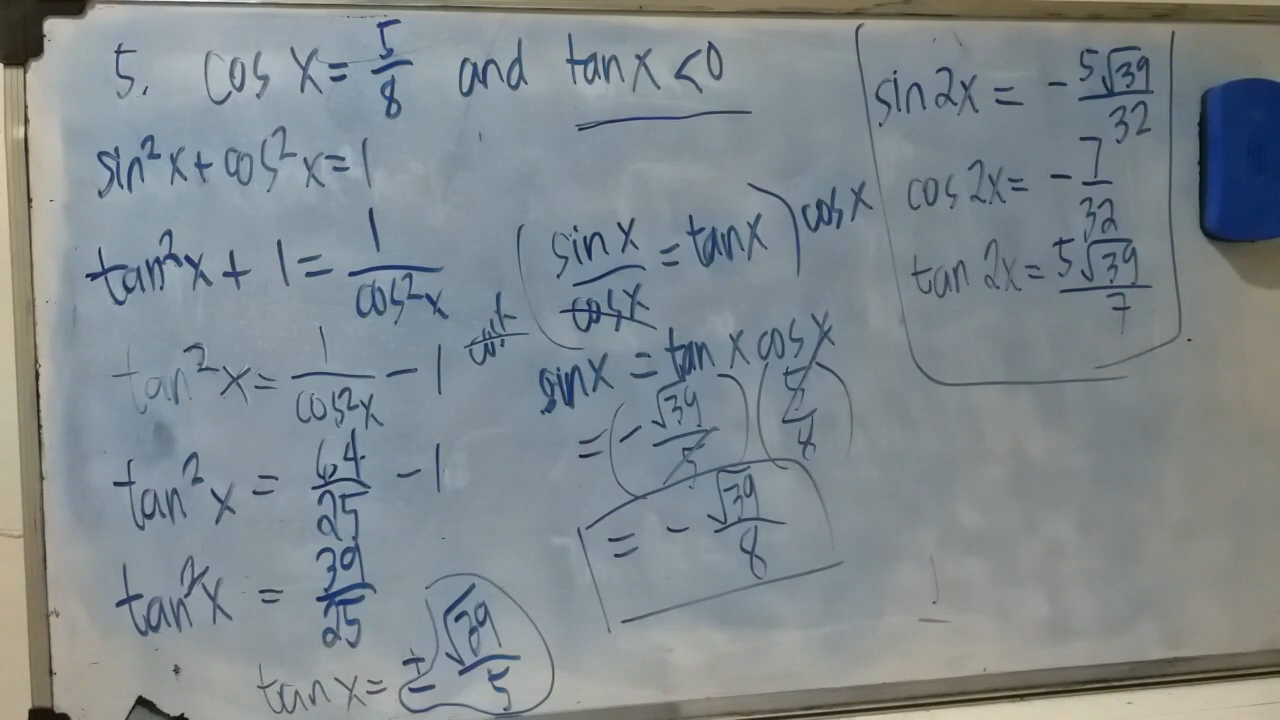 5. cos x = 5/8 and tan x < 0
sin²x + cos²x = 1
tan²x + 1 = 1/cos²x
tan²x = 1/cos²x - 1
tan²x = 64/25 - 1
tan²x = 39/25
tan x = ± √39/5
(sin x/cos x = tan x) cos x
sin x = tan x cos x
= (- √39/5) (5/8)
= - √39/8
sin 2x = - 5√39/32
cos 2x = - 7/32
tan 2x = 5√39/7